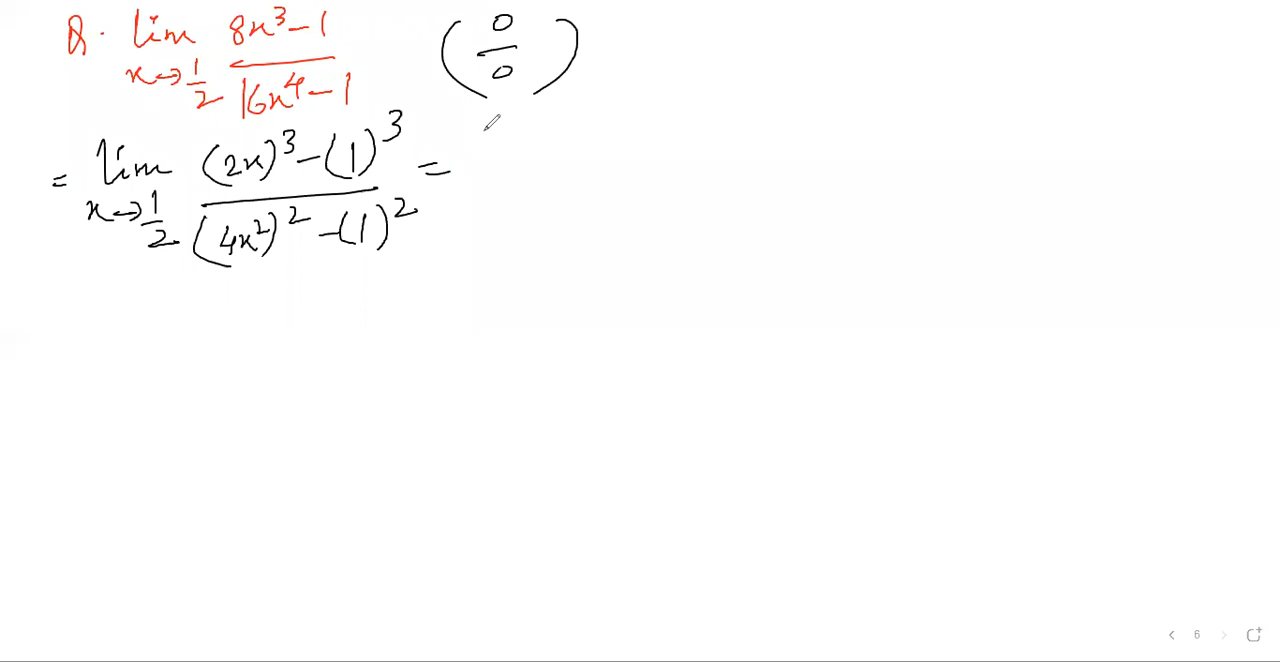 Q. lim x→1/2 (8x³-1)/(16x⁴-1) (0/0)
= lim x→1/2 ((2x)³-(1)³)/((4x²)²-(1)²) =
6